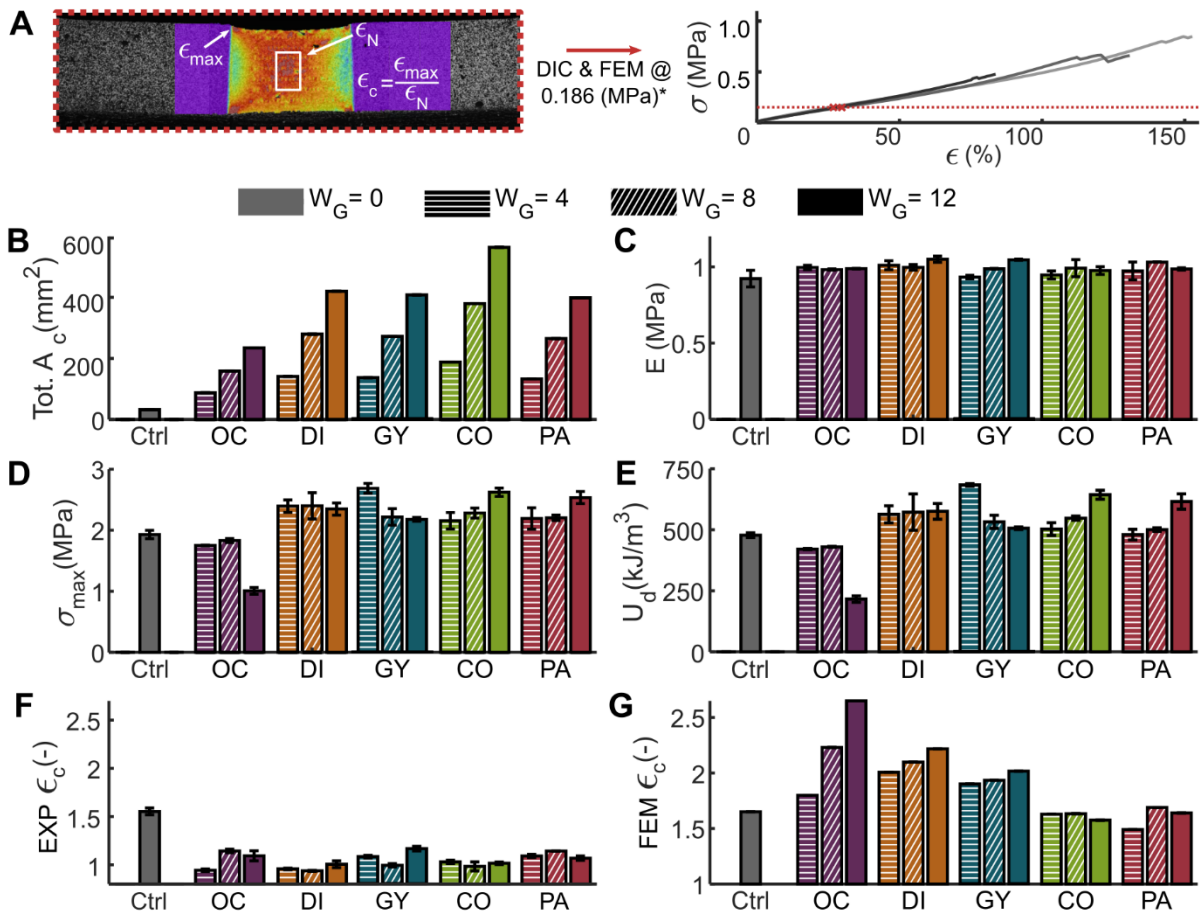 A
ϵmax
ϵN
ϵc=ϵmax/ϵN
DIC & FEM @
0.186 (MPa)*
σ (MPa)
1.0
0.5
0
50
100
150
ϵ (%)
WG= 0
WG= 4
WG= 8
WG= 12
B
Tot. A c(mm2)
600
400
200
0
Ctrl OC DI GY CO PA
C
E (MPa)
1
0.5
0
Ctrl OC DI GY CO PA
D
σmax(MPa)
3
2
1
0
Ctrl OC DI GY CO PA
E
Ud(kJ/m3)
750
500
250
0
Ctrl OC DI GY CO PA
F
EXP ϵc(-)
2.5
2
1.5
1
Ctrl OC DI GY CO PA
G
FEM ϵc(-)
2.5
2
1.5
1
Ctrl OC DI GY CO PA